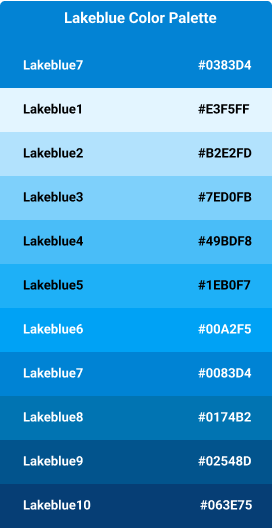 Lakeblue Color Palette
Lakeblue7 #0383D4
Lakeblue1 #E3F5FF
Lakeblue2 #B2E2FD
Lakeblue3 #7ED0FB
Lakeblue4 #49BDF8
Lakeblue5 #1EB0F7
Lakeblue6 #00A2F5
Lakeblue7 #0083D4
Lakeblue8 #0174B2
Lakeblue9 #02548D
Lakeblue10 #063E75